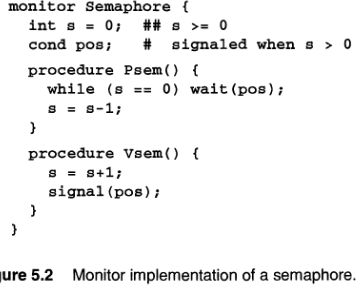 monitor Semaphore {
int s = 0; ## s >= 0
cond pos; # signaled when s > 0
procedure Psem() {
while (s == 0) wait(pos);
s = s-1;
}
procedure Vsem() {
s = s+1;
signal(pos);
}
}
gure 5.2 Monitor implementation of a semaphore.